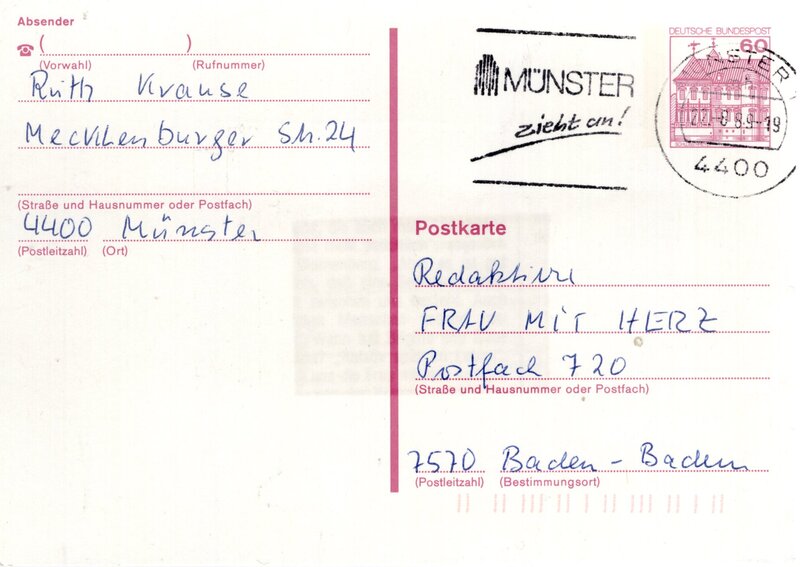 Absender
( )
(Vorwahl) (Rufnummer)
Ruth Krause
Mecklenburger Str. 24
(Straße und Hausnummer oder Postfach)
4400 Münster
(Postleitzahl) (Ort)
MÜNSTER
zieht an!
DEUTSCHE BUNDESPOST
60
4400
Postkarte
Redaktion
FRAU MIT HERZ
Postfach 720
(Straße und Hausnummer oder Postfach)
7570 Baden-Baden
(Postleitzahl) (Bestimmungsort)